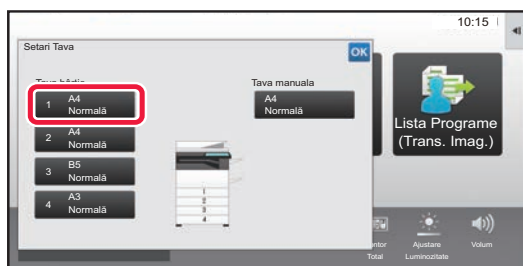 10:15
Setari Tava
OK
Tava hârtie
Tava manuala
1 A4
Normală
A4
Normală
2 A4
Normală
3 B5
Normală
4 A3
Normală
1
2
3
4
Lista Programe
(Trans. Imag.)
Total
Ajustare
Luminozitate
Volum